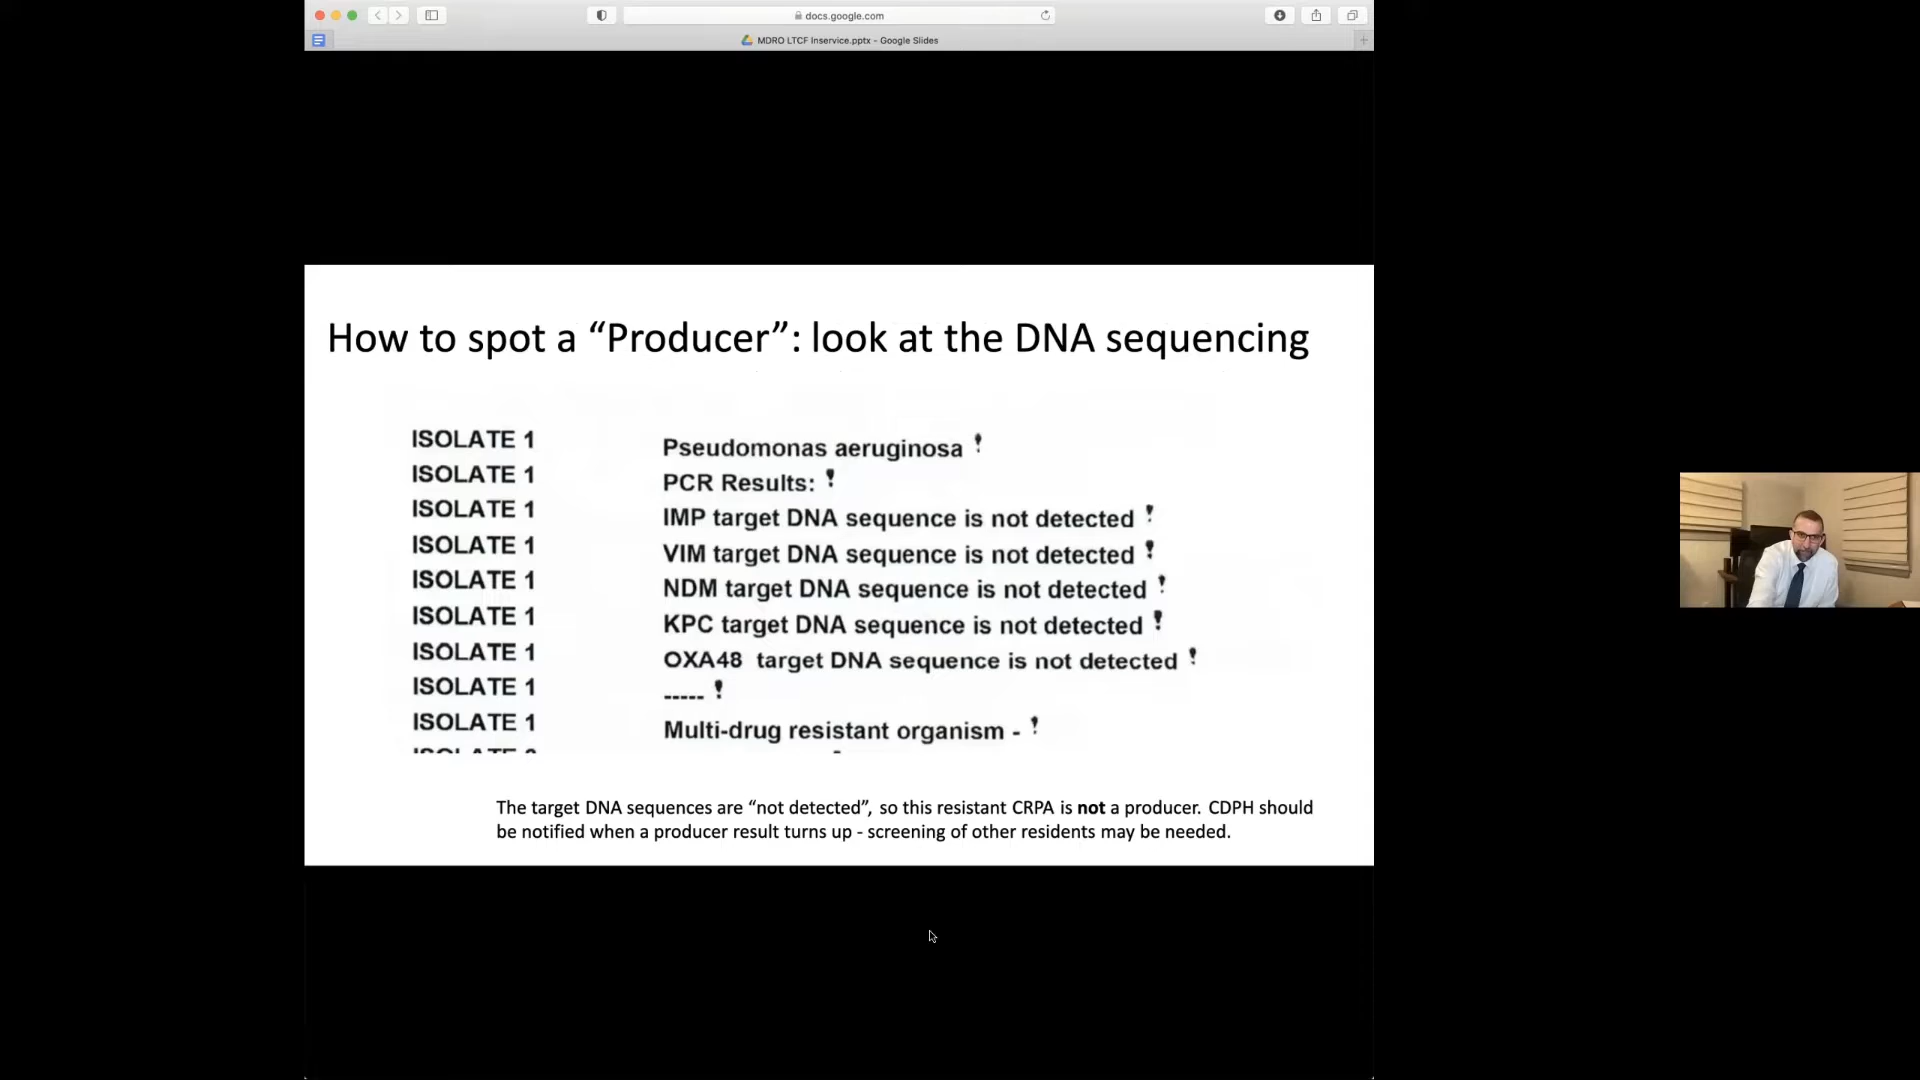 docs.google.com
MDRO LTCF Inservice.pptx - Google Slides
How to spot a “Producer”: look at the DNA sequencing
ISOLATE 1 Pseudomonas aeruginosa !
ISOLATE 1 PCR Results: !
ISOLATE 1 IMP target DNA sequence is not detected !
ISOLATE 1 VIM target DNA sequence is not detected !
ISOLATE 1 NDM target DNA sequence is not detected !
ISOLATE 1 KPC target DNA sequence is not detected !
ISOLATE 1 OXA48 target DNA sequence is not detected !
ISOLATE 1 ----- !
ISOLATE 1 Multi-drug resistant organism - !
The target DNA sequences are “not detected”, so this resistant CRPA is not a producer. CDPH should
be notified when a producer result turns up - screening of other residents may be needed.